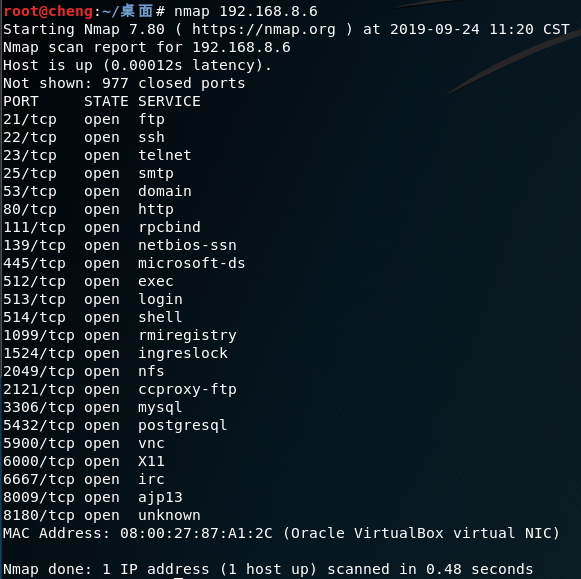 root@cheng:~/桌面# nmap 192.168.8.6
Starting Nmap 7.80 ( https://nmap.org ) at 2019-09-24 11:20 CST
Nmap scan report for 192.168.8.6
Host is up (0.00012s latency).
Not shown: 977 closed ports
PORT     STATE SERVICE
21/tcp   open  ftp
22/tcp   open  ssh
23/tcp   open  telnet
25/tcp   open  smtp
53/tcp   open  domain
80/tcp   open  http
111/tcp  open  rpcbind
139/tcp  open  netbios-ssn
445/tcp  open  microsoft-ds
512/tcp  open  exec
513/tcp  open  login
514/tcp  open  shell
1099/tcp open  rmiregistry
1524/tcp open  ingreslock
2049/tcp open  nfs
2121/tcp open  ccproxy-ftp
3306/tcp open  mysql
5432/tcp open  postgresql
5900/tcp open  vnc
6000/tcp open  X11
6667/tcp open  irc
8009/tcp open  ajp13
8180/tcp open  unknown
MAC Address: 08:00:27:87:A1:2C (Oracle VirtualBox virtual NIC)
Nmap done: 1 IP address (1 host up) scanned in 0.48 seconds